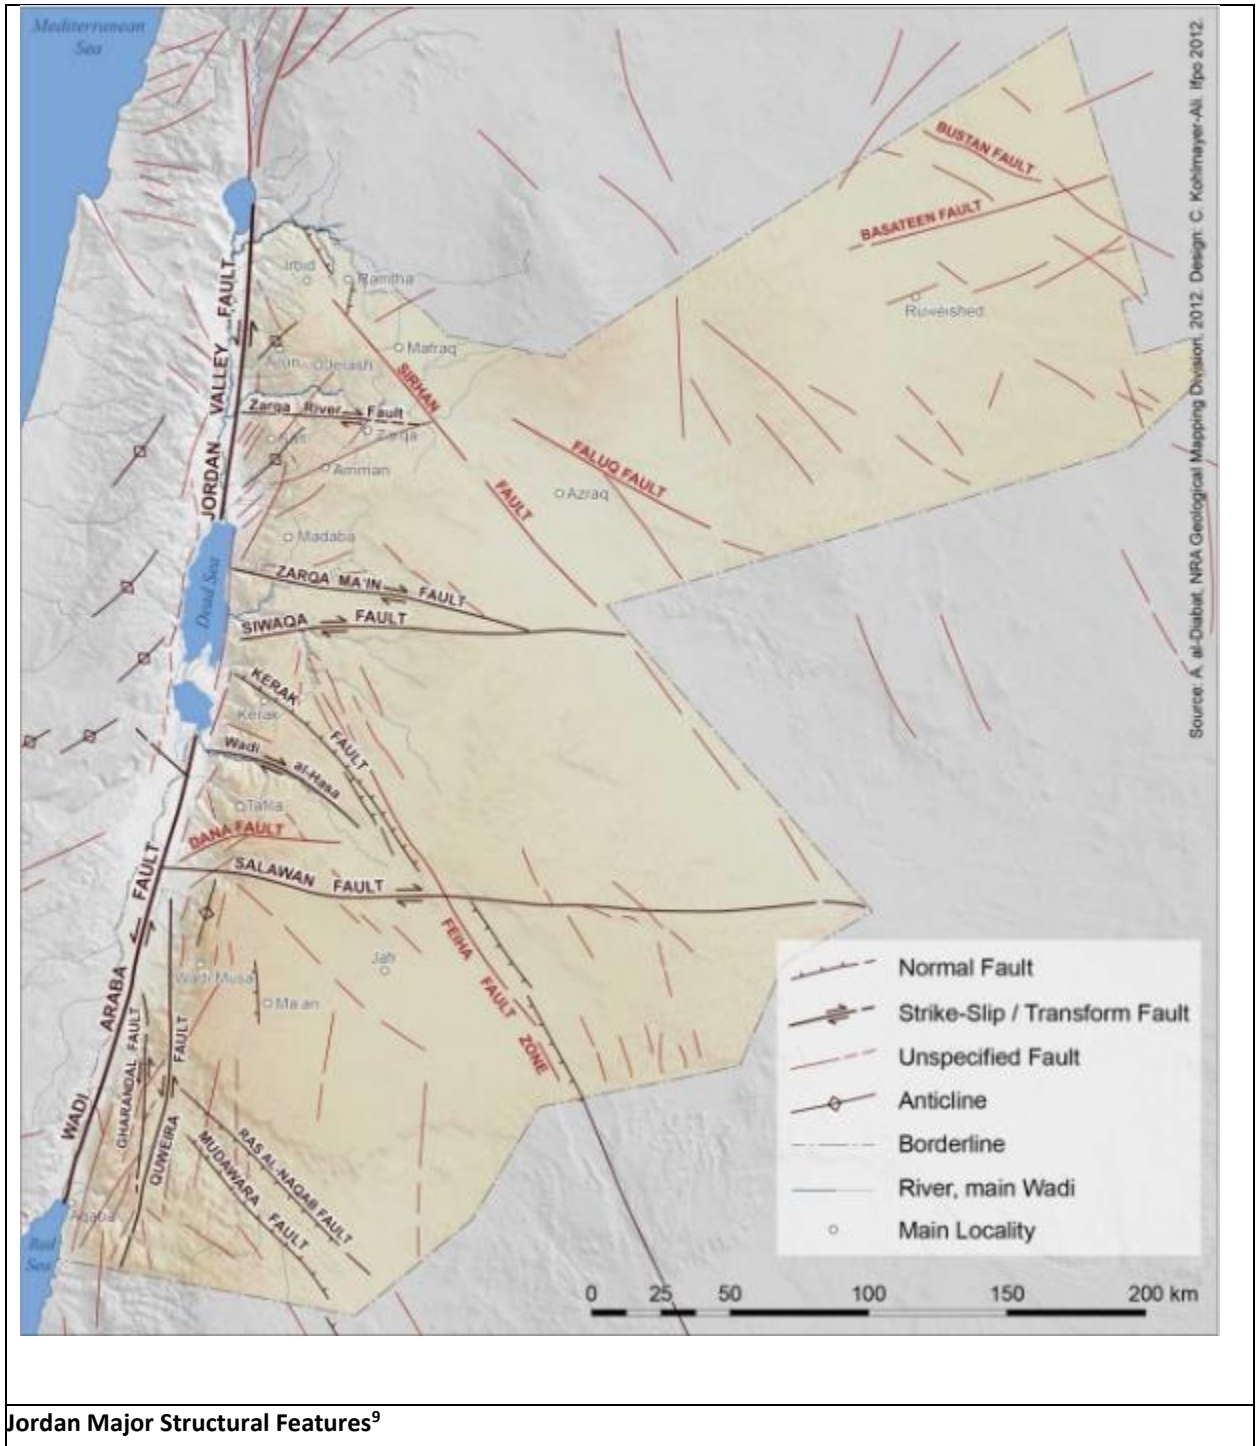 Mediterranean
Sea
Source: A. al-Diabat, NRA Geological Mapping Division, 2012. Design: C. Kohlmayer-Ali. Ifpo 2012.
BUSTAN FAULT
BASATEEN FAULT
Irbid
Ramtha
Ruweished
JORDAN VALLEY FAULT
Mafraq
Ajlun
Jerash
SIRHAN
FAULT
Zarqa River Fault
Zarqa
Amman
FALUQ FAULT
Azraq
Madaba
Dead Sea
ZARQA MA'IN FAULT
SIWAQA FAULT
KERAK
FAULT
Kerak
Wadi al-Hasa
Tafila
DANA FAULT
SALAWAN FAULT
WADI ARABA FAULT
FEIHA FAULT ZONE
Jafr
Wadi Musa
Ma'an
GHARANDAL FAULT
QUWEIRA FAULT
RAS AL-NAQAB FAULT
MUDAWARA FAULT
Aqaba
Red
Sea
Normal Fault
Strike-Slip / Transform Fault
Unspecified Fault
Anticline
Borderline
River, main Wadi
Main Locality
0 25 50 100 150 200 km
Jordan Major Structural Features9